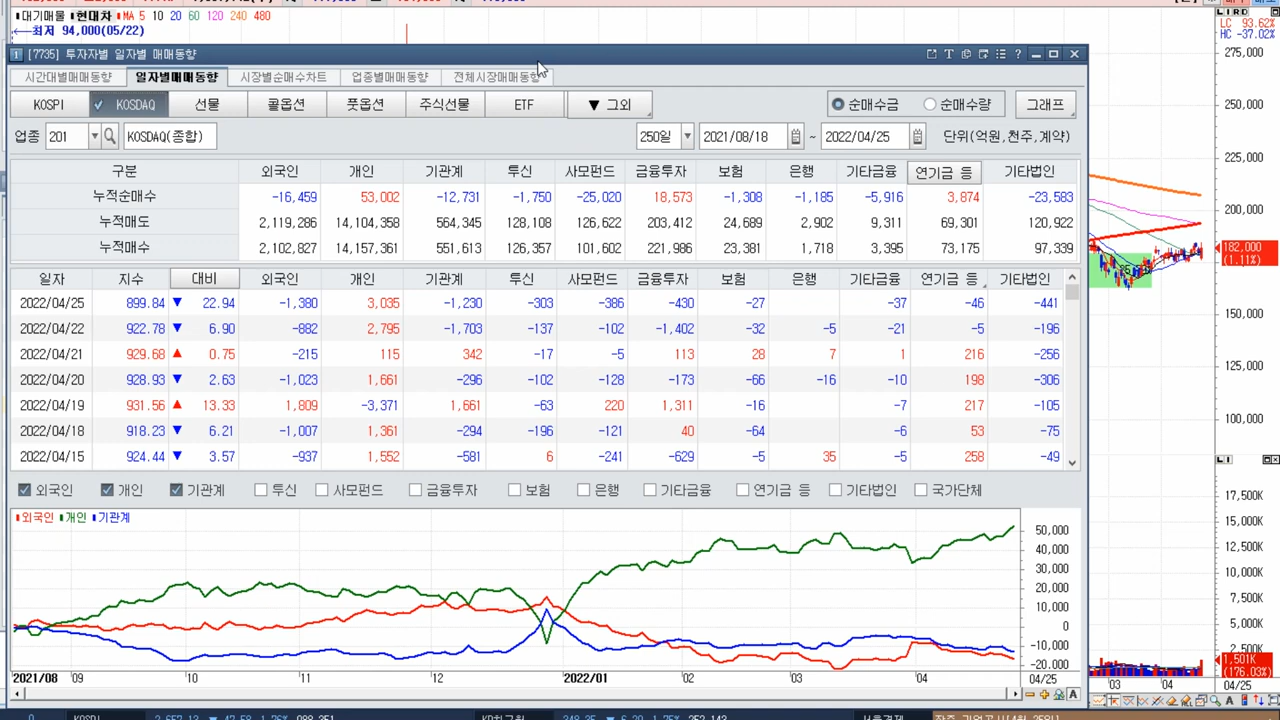 대기매물 현대차 MA 5 10 20 60 120 240 480
최저 94,000(05/22)
LIRD
LC 93.62%
HC -37.02%
1 [7735] 투자자별 일자별 매매동향
시간대별매매동향 일자별매매동향 시장별순매수차트 업종별매매동향 전체시장매매동향
KOSPI KOSDAQ 선물 콜옵션 풋옵션 주식선물 ETF ▼ 그외 순매수금 순매수량 그래프
업종 201 KOSDAQ(종합) 250일 2021/08/18 ~ 2022/04/25 단위(억원,천주,계약)
구분 외국인 개인 기관계 투신 사모펀드 금융투자 보험 은행 기타금융 연기금 등 기타법인
누적순매수 -16,459 53,002 -12,731 -1,750 -25,020 18,573 -1,308 -1,185 -5,916 3,874 -23,583
누적매도 2,119,286 14,104,358 564,345 128,108 126,622 203,412 24,689 2,902 9,311 69,301 120,922
누적매수 2,102,827 14,157,361 551,613 126,357 101,602 221,986 23,381 1,718 3,395 73,175 97,339
일자 지수 대비 외국인 개인 기관계 투신 사모펀드 금융투자 보험 은행 기타금융 연기금 등 기타법인
2022/04/25 899.84 ▼ 22.94 -1,380 3,035 -1,230 -303 -386 -430 -27 -37 -46 -441
2022/04/22 922.78 ▼ 6.90 -882 2,795 -1,703 -137 -102 -1,402 -32 -5 -21 -5 -196
2022/04/21 929.68 ▲ 0.75 -215 115 342 -17 -5 113 28 7 1 216 -256
2022/04/20 928.93 ▼ 2.63 -1,023 1,661 -296 -102 -128 -173 -66 -16 -10 198 -306
2022/04/19 931.56 ▲ 13.33 1,809 -3,371 1,661 -63 220 1,311 -16 -7 217 -105
2022/04/18 918.23 ▼ 6.21 -1,007 1,361 -294 -196 -121 40 -64 -6 53 -75
2022/04/15 924.44 ▼ 3.57 -937 1,552 -581 6 -241 -629 -5 35 -5 258 -49
외국인 개인 기관계 투신 사모펀드 금융투자 보험 은행 기타금융 연기금 등 기타법인 국가단체
외국인 개인 기관계
50,000
40,000
30,000
20,000
10,000
0
-10,000
-20,000
2021/08 09 10 11 12 2022/01 02 03 04 04/25
275,000
250,000
225,000
200,000
182,000
(1.11%)
150,000
125,000
100,000
LI
17,500K
15,000K
12,500K
10,000K
7,500K
5,000K
2,500K
1,501K
(176.03%)
03 04 04/25